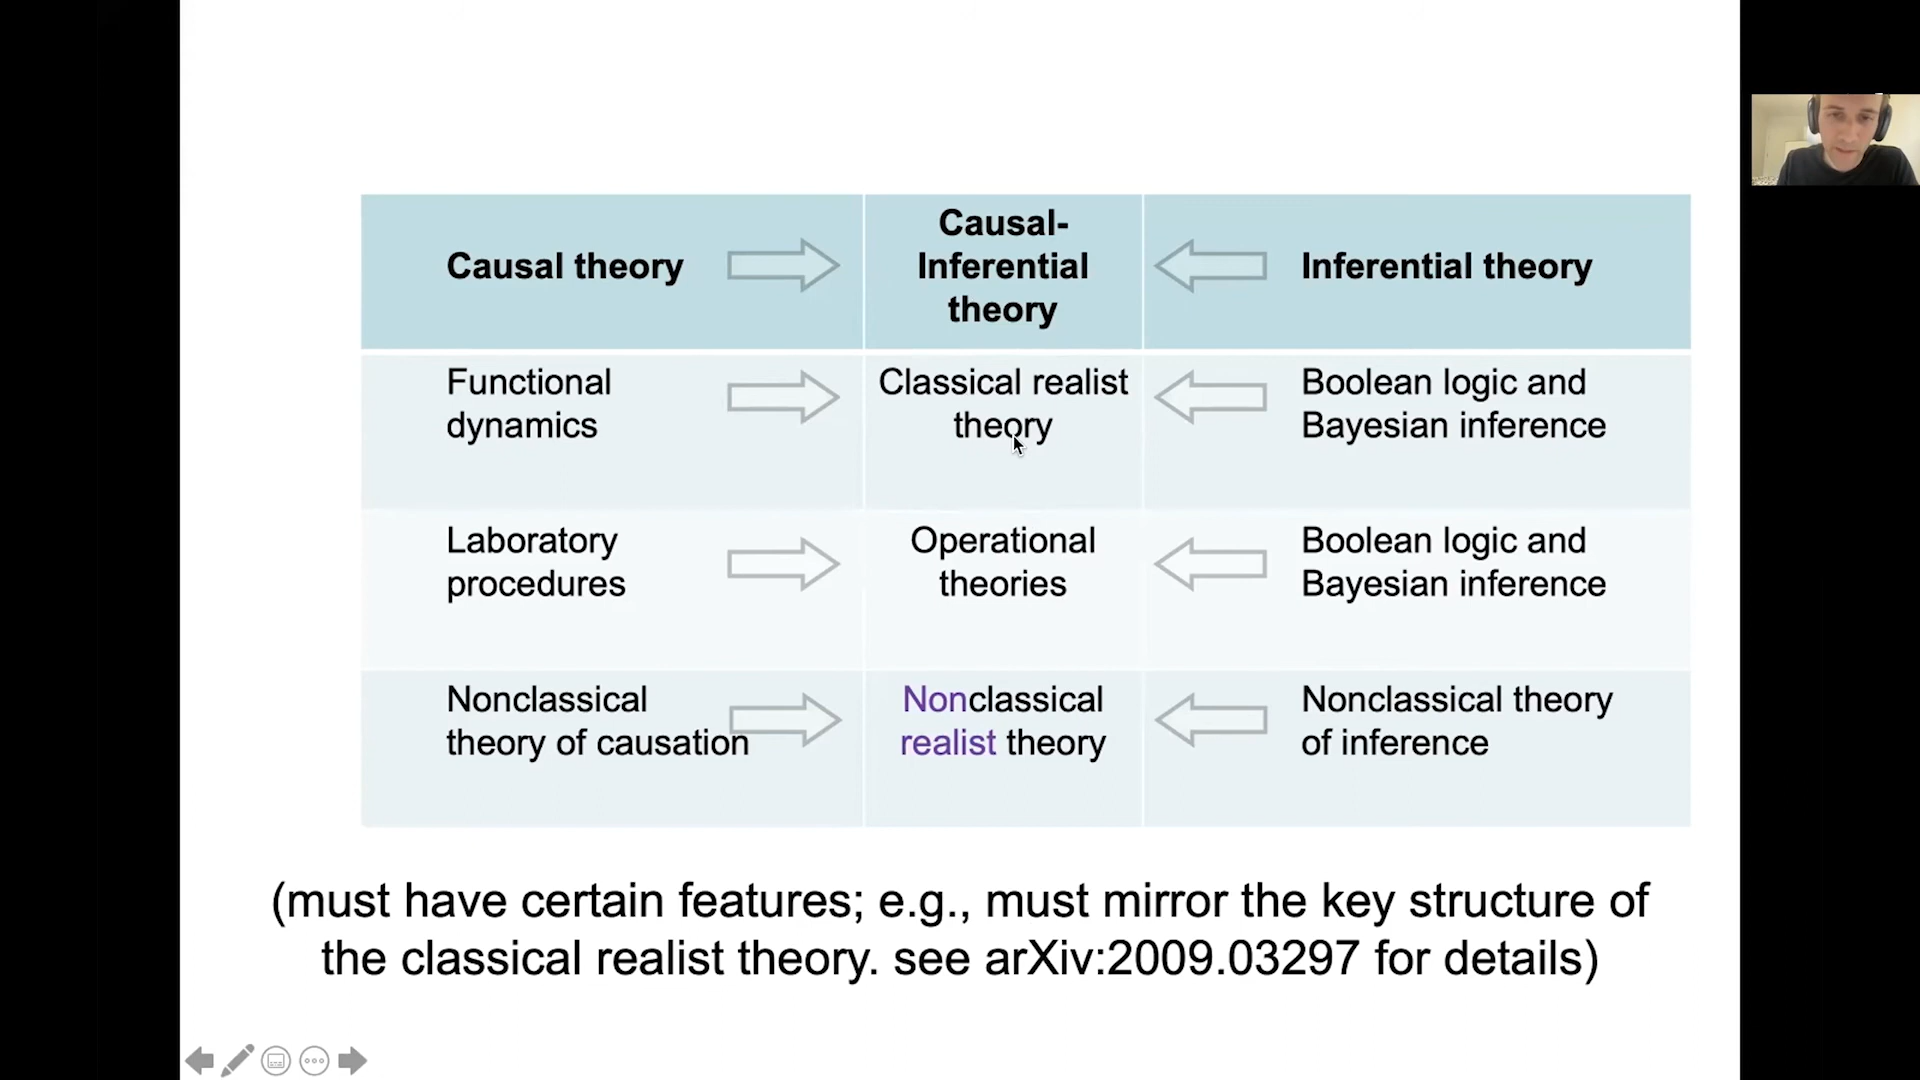 Causal theory
Causal-
Inferential
theory
Inferential theory
Functional
dynamics
Classical realist
theory
Boolean logic and
Bayesian inference
Laboratory
procedures
Operational
theories
Boolean logic and
Bayesian inference
Nonclassical
theory of causation
Nonclassical
realist theory
Nonclassical theory
of inference
(must have certain features; e.g., must mirror the key structure of
the classical realist theory. see arXiv:2009.03297 for details)